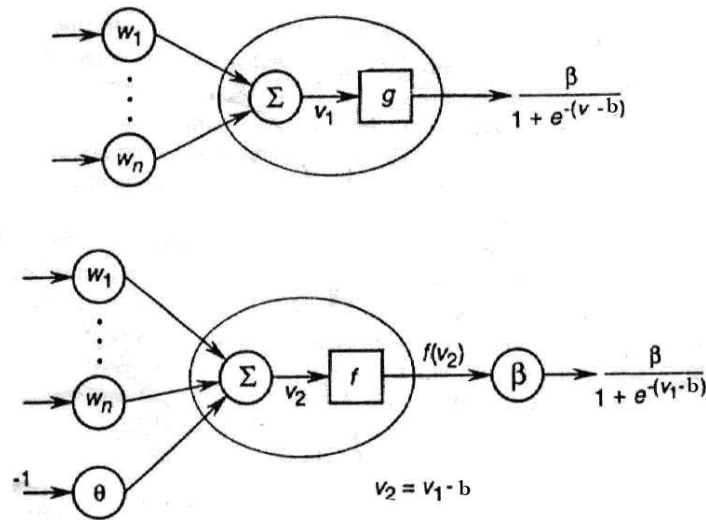 w1
Σ
v1
g
β / 1 + e^-(v -b)
wn
w1
Σ
v2
f
f(v2)
β
β / 1 + e^-(v1-b)
wn
-1
θ
v2 = v1 - b